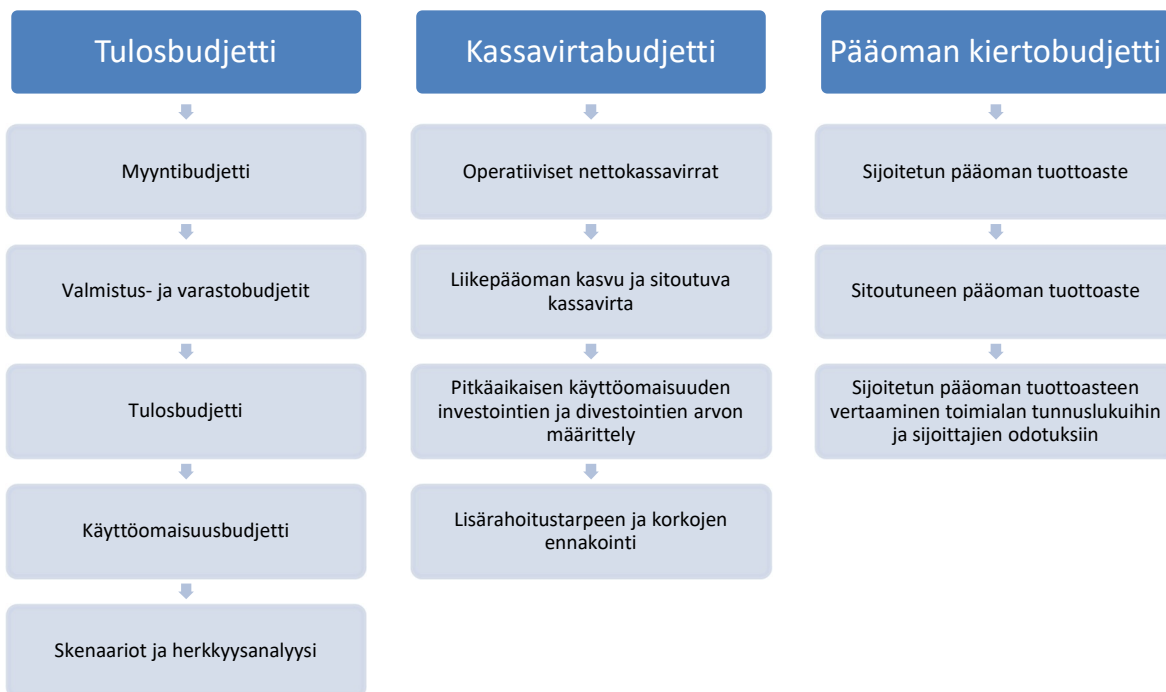 Tulosbudjetti
Myyntibudjetti
Valmistus- ja varastobudjetit
Tulosbudjetti
Käyttöomaisuusbudjetti
Skenaariot ja herkkyysanalyysi
Kassavirtabudjetti
Operatiiviset nettokassavirrat
Liikepääoman kasvu ja sitoutuva
kassavirta
Pitkäaikaisen käyttöomaisuuden
investointien ja divestointien arvon
määrittely
Lisärahoitustarpeen ja korkojen
ennakointi
Pääoman kiertobudjetti
Sijoitetun pääoman tuottoaste
Sitoutuneen pääoman tuottoaste
Sijoitetun pääoman tuottoasteen
vertaaminen toimialan tunnuslukuihin
ja sijoittajien odotuksiin